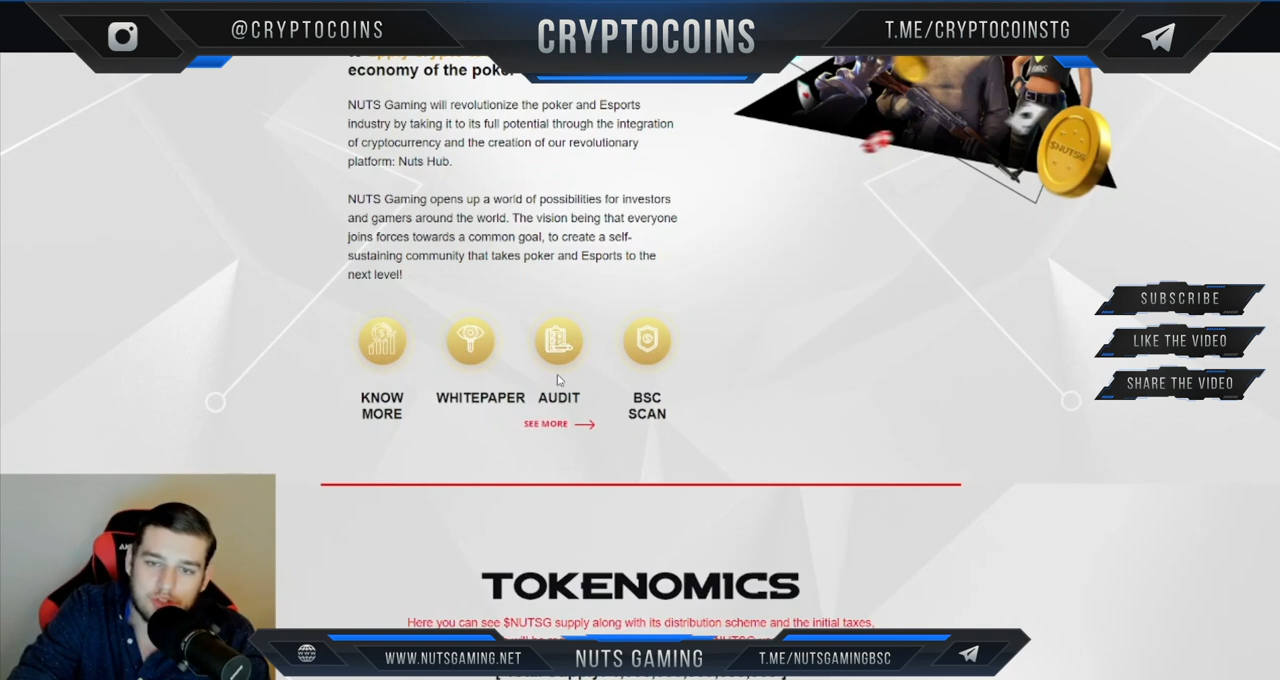 @CRYPTOCOINS
CRYPTOCOINS
T.ME/CRYPTOCOINSTG
economy of the poker
NUTS Gaming will revolutionize the poker and Esports
industry by taking it to its full potential through the integration
of cryptocurrency and the creation of our revolutionary
platform: Nuts Hub.
NUTS Gaming opens up a world of possibilities for investors
and gamers around the world. The vision being that everyone
joins forces towards a common goal, to create a self-
sustaining community that takes poker and Esports to the
next level!
$NUTSG
SUBSCRIBE
LIKE THE VIDEO
SHARE THE VIDEO
KNOW
MORE
WHITEPAPER
AUDIT
SEE MORE
BSC
SCAN
TOKENOMICS
Here you can see $NUTSG supply along with its distribution scheme and the initial taxes,
WWW.NUTSGAMING.NET
NUTS GAMING
T.ME/NUTSGAMINGBSC